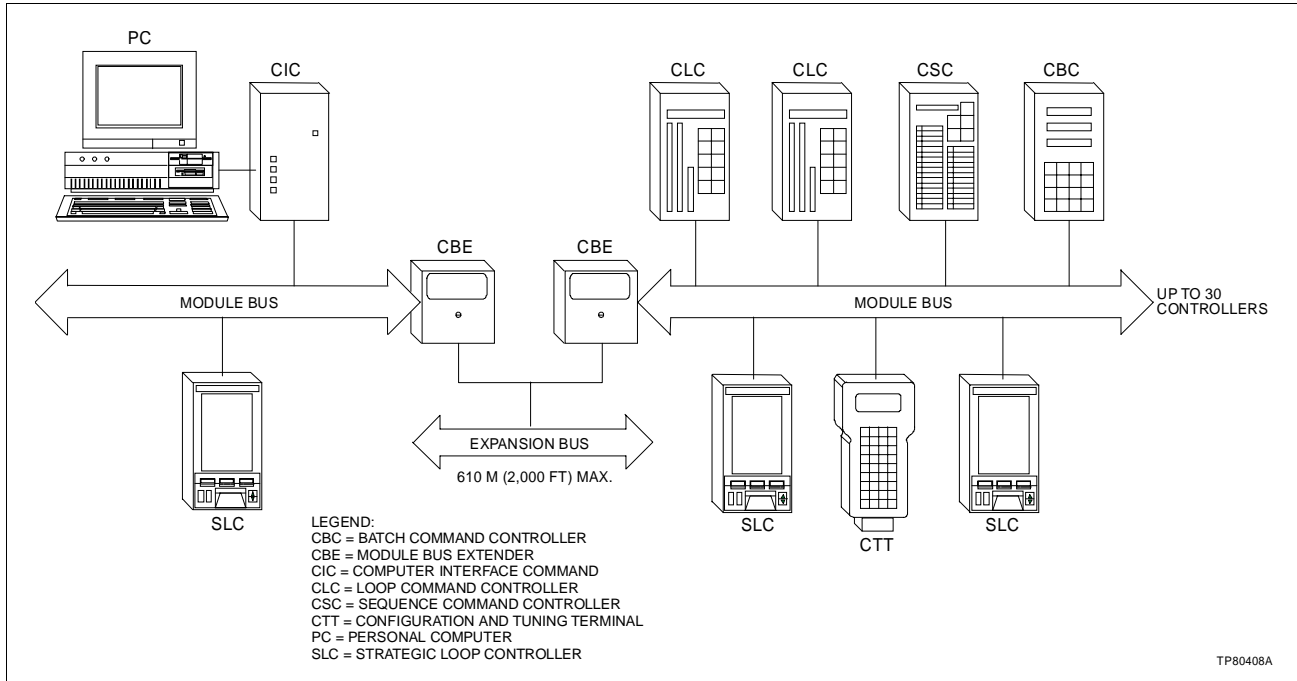 PC
CIC
CLC
CLC
CSC
CBC
CBE
CBE
MODULE BUS
MODULE BUS
UP TO 30
CONTROLLERS
EXPANSION BUS
610 M (2,000 FT) MAX.
SLC
SLC
CTT
SLC
LEGEND:
CBC = BATCH COMMAND CONTROLLER
CBE = MODULE BUS EXTENDER
CIC = COMPUTER INTERFACE COMMAND
CLC = LOOP COMMAND CONTROLLER
CSC = SEQUENCE COMMAND CONTROLLER
CTT = CONFIGURATION AND TUNING TERMINAL
PC = PERSONAL COMPUTER
SLC = STRATEGIC LOOP CONTROLLER
TP80408A